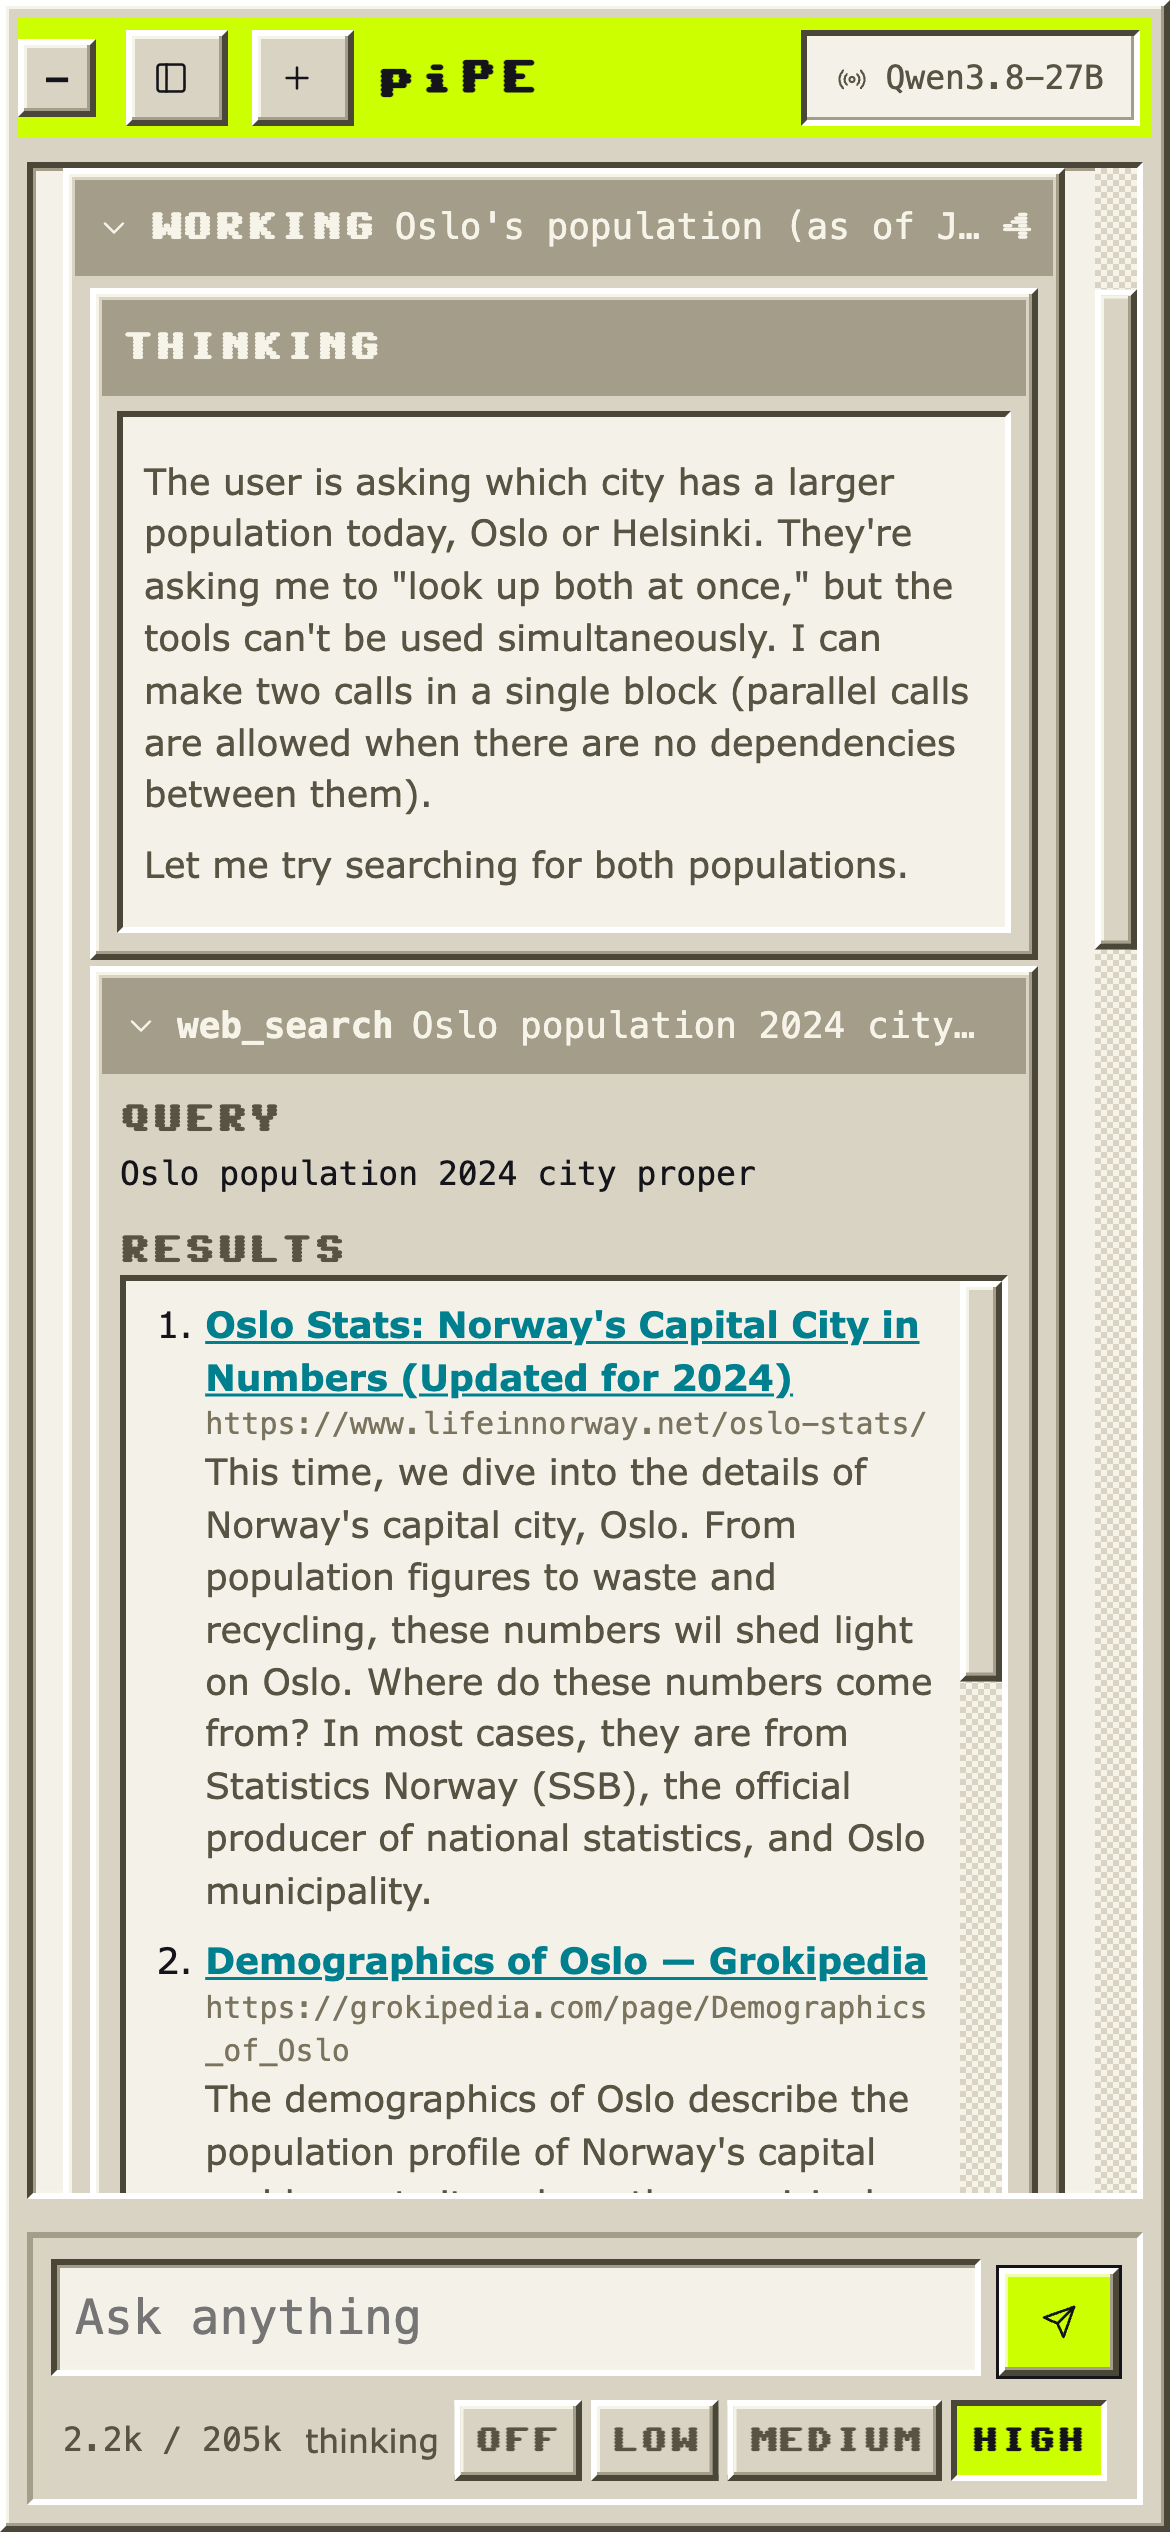 piPE
Qwen3.8-27B
WORKING Oslo's population (as of J… 4
THINKING
The user is asking which city has a larger
population today, Oslo or Helsinki. They're
asking me to "look up both at once," but the
tools can't be used simultaneously. I can
make two calls in a single block (parallel calls
are allowed when there are no dependencies
between them).
Let me try searching for both populations.
web_search Oslo population 2024 city…
QUERY
Oslo population 2024 city proper
RESULTS
1. Oslo Stats: Norway's Capital City in
Numbers (Updated for 2024)
https://www.lifeinnorway.net/oslo-stats/
This time, we dive into the details of
Norway's capital city, Oslo. From
population figures to waste and
recycling, these numbers wil shed light
on Oslo. Where do these numbers come
from? In most cases, they are from
Statistics Norway (SSB), the official
producer of national statistics, and Oslo
municipality.
2. Demographics of Oslo — Grokipedia
https://grokipedia.com/page/Demographics
_of_Oslo
The demographics of Oslo describe the
population profile of Norway's capital
Ask anything
2.2k / 205k thinking OFF LOW MEDIUM HIGH